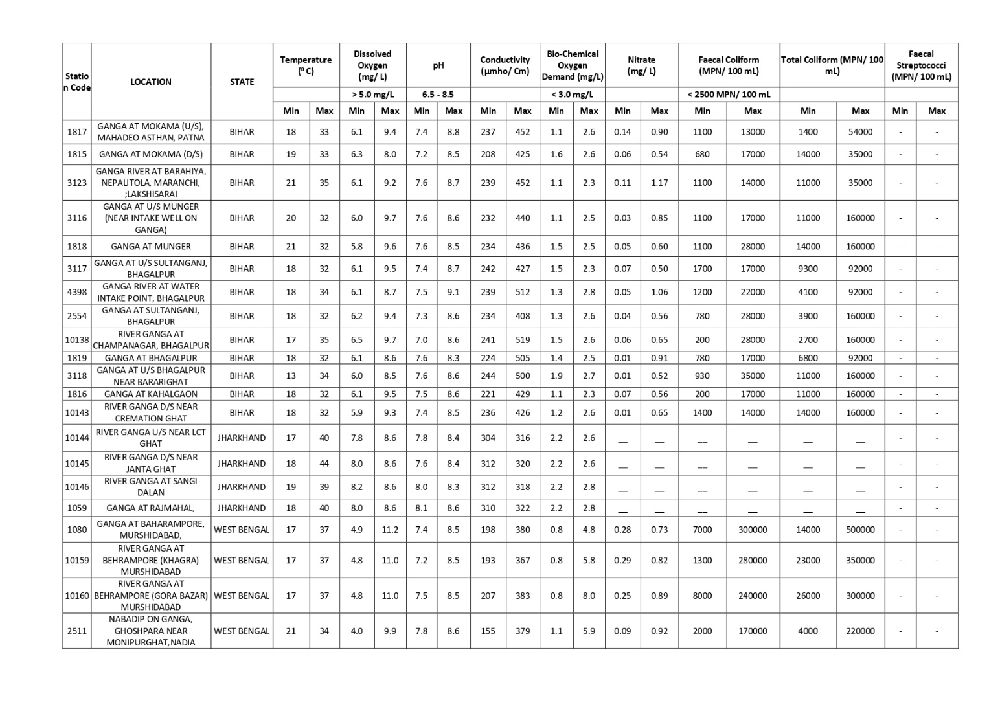 Statio n Code LOCATION STATE Temperature (⁰ C) Dissolved Oxygen (mg/ L) pH Conductivity (µmho/ Cm) Bio-Chemical Oxygen Demand (mg/L) Nitrate (mg/ L) Faecal Coliform (MPN/ 100 mL) Total Coliform (MPN/ 100 mL) Faecal Streptococci (MPN/ 100 mL)
> 5.0 mg/L 6.5 - 8.5 < 3.0 mg/L < 2500 MPN/ 100 mL
Min Max Min Max Min Max Min Max Min Max Min Max Min Max Min Max Min Max
1817 GANGA AT MOKAMA (U/S), MAHADEO ASTHAN, PATNA BIHAR 18 33 6.1 9.4 7.4 8.8 237 452 1.1 2.6 0.14 0.90 1100 13000 1400 54000 - -
1815 GANGA AT MOKAMA (D/S) BIHAR 19 33 6.3 8.0 7.2 8.5 208 425 1.6 2.6 0.06 0.54 680 17000 14000 35000 - -
3123 GANGA RIVER AT BARAHIYA, NEPALITOLA, MARANCHI, ;LAKSHISARAI BIHAR 21 35 6.1 9.2 7.6 8.7 239 452 1.1 2.3 0.11 1.17 1100 14000 11000 35000 - -
3116 GANGA AT U/S MUNGER (NEAR INTAKE WELL ON GANGA) BIHAR 20 32 6.0 9.7 7.6 8.6 232 440 1.1 2.5 0.03 0.85 1100 17000 11000 160000 - -
1818 GANGA AT MUNGER BIHAR 21 32 5.8 9.6 7.6 8.5 234 436 1.5 2.5 0.05 0.60 1100 28000 14000 160000 - -
3117 GANGA AT U/S SULTANGANJ, BHAGALPUR BIHAR 18 32 6.1 9.5 7.4 8.7 242 427 1.5 2.3 0.07 0.50 1700 17000 9300 92000 - -
4398 GANGA RIVER AT WATER INTAKE POINT, BHAGALPUR BIHAR 18 34 6.1 8.7 7.5 9.1 239 512 1.3 2.8 0.05 1.06 1200 22000 4100 92000 - -
2554 GANGA AT SULTANGANJ, BHAGALPUR BIHAR 18 32 6.2 9.4 7.3 8.6 234 408 1.3 2.6 0.04 0.56 780 28000 3900 160000 - -
10138 RIVER GANGA AT CHAMPANAGAR, BHAGALPUR BIHAR 17 35 6.5 9.7 7.0 8.6 241 519 1.5 2.6 0.06 0.65 200 28000 2700 160000 - -
1819 GANGA AT BHAGALPUR BIHAR 18 32 6.1 8.6 7.6 8.3 224 505 1.4 2.5 0.01 0.91 780 17000 6800 92000 - -
3118 GANGA AT U/S BHAGALPUR NEAR BARARIGHAT BIHAR 13 34 6.0 8.5 7.6 8.6 244 500 1.9 2.7 0.01 0.52 930 35000 11000 160000 - -
1816 GANGA AT KAHALGAON BIHAR 18 32 6.1 9.5 7.5 8.6 221 429 1.1 2.3 0.07 0.56 200 17000 11000 160000 - -
10143 RIVER GANGA D/S NEAR CREMATION GHAT BIHAR 18 32 5.9 9.3 7.4 8.5 236 426 1.2 2.6 0.01 0.65 1400 14000 14000 160000 - -
10144 RIVER GANGA U/S NEAR LCT GHAT JHARKHAND 17 40 7.8 8.6 7.8 8.4 304 316 2.2 2.6 __ __ __ __ __ __ - -
10145 RIVER GANGA D/S NEAR JANTA GHAT JHARKHAND 18 44 8.0 8.6 7.6 8.4 312 320 2.2 2.6 __ __ __ __ __ __ - -
10146 RIVER GANGA AT SANGI DALAN JHARKHAND 19 39 8.2 8.6 8.0 8.3 312 318 2.2 2.8 __ __ __ __ __ __ - -
1059 GANGA AT RAJMAHAL, JHARKHAND 18 40 8.0 8.6 8.1 8.6 310 322 2.2 2.8 __ __ __ __ __ __ - -
1080 GANGA AT BAHARAMPORE, MURSHIDABAD, WEST BENGAL 17 37 4.9 11.2 7.4 8.5 198 380 0.8 4.8 0.28 0.73 7000 300000 14000 500000 - -
10159 RIVER GANGA AT BEHRAMPORE (KHAGRA) MURSHIDABAD WEST BENGAL 17 37 4.8 11.0 7.2 8.5 193 367 0.8 5.8 0.29 0.82 1300 280000 23000 350000 - -
10160 RIVER GANGA AT BEHRAMPORE (GORA BAZAR) MURSHIDABAD WEST BENGAL 17 37 4.8 11.0 7.5 8.5 207 383 0.8 8.0 0.25 0.89 8000 240000 26000 300000 - -
2511 NABADIP ON GANGA, GHOSHPARA NEAR MONIPURGHAT,NADIA WEST BENGAL 21 34 4.0 9.9 7.8 8.6 155 379 1.1 5.9 0.09 0.92 2000 170000 4000 220000 - -